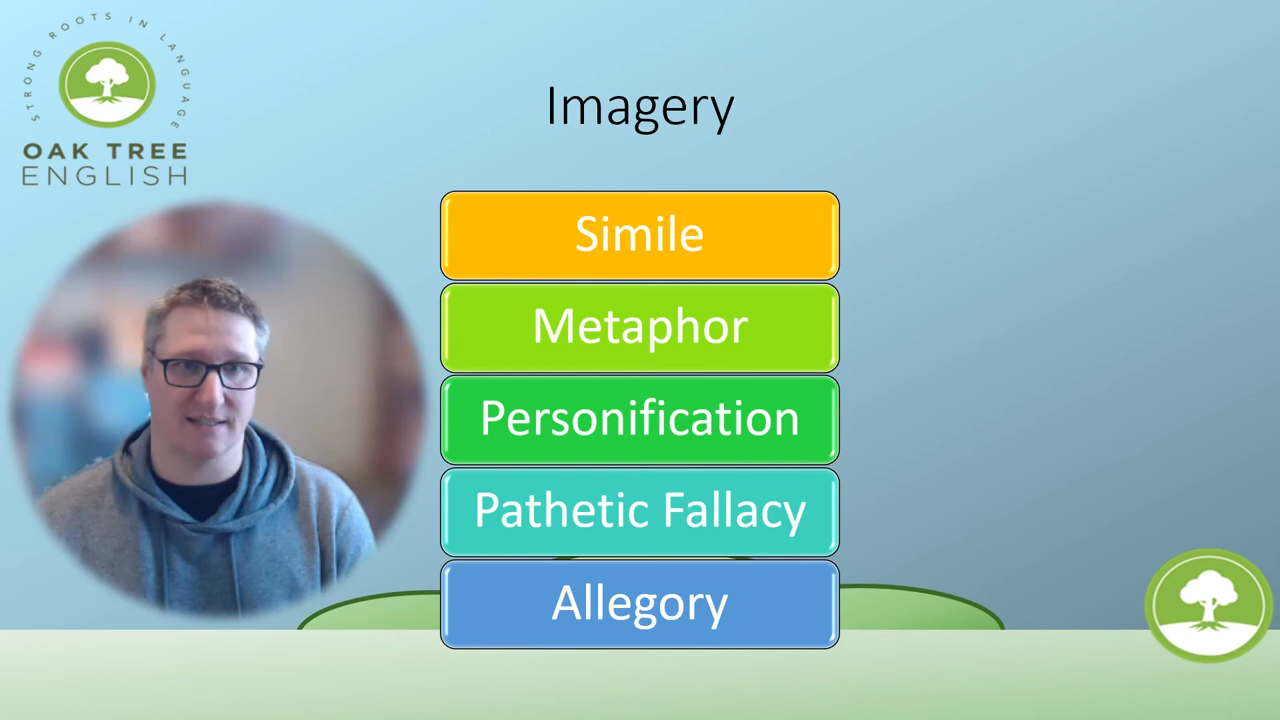 STRONG ROOTS IN LANGUAGE
OAK TREE
ENGLISH
Imagery
Simile
Metaphor
Personification
Pathetic Fallacy
Allegory